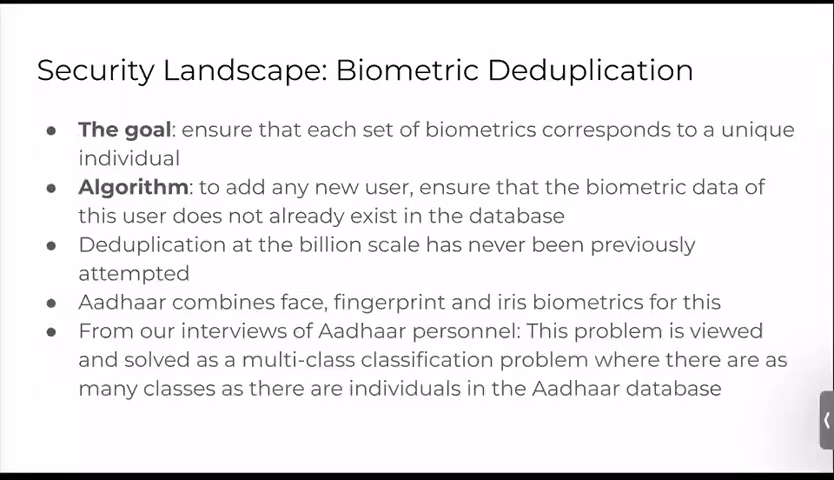 Security Landscape: Biometric Deduplication
● The goal: ensure that each set of biometrics corresponds to a unique
individual
● Algorithm: to add any new user, ensure that the biometric data of
this user does not already exist in the database
● Deduplication at the billion scale has never been previously
attempted
● Aadhaar combines face, fingerprint and iris biometrics for this
● From our interviews of Aadhaar personnel: This problem is viewed
and solved as a multi-class classification problem where there are as
many classes as there are individuals in the Aadhaar database